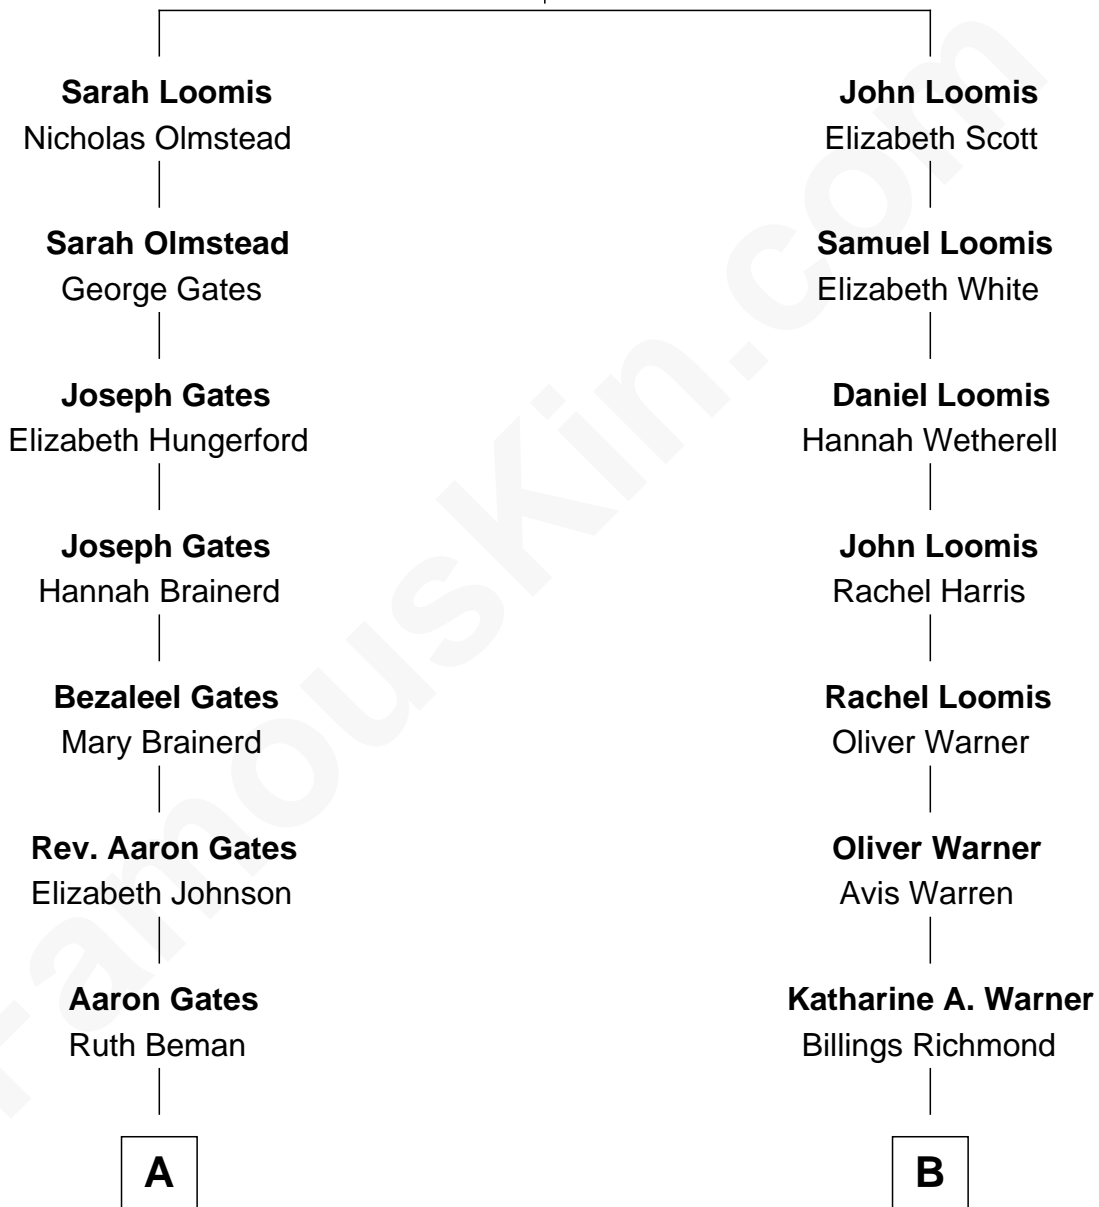 Sarah Loomis
Nicholas Olmstead
Sarah Olmstead
George Gates
Joseph Gates
Elizabeth Hungerford
Joseph Gates
Hannah Brainerd
Bezaleel Gates
Mary Brainerd
Rev. Aaron Gates
Elizabeth Johnson
Aaron Gates
Ruth Beman
A
John Loomis
Elizabeth Scott
Samuel Loomis
Elizabeth White
Daniel Loomis
Hannah Wetherell
John Loomis
Rachel Harris
Rachel Loomis
Oliver Warner
Oliver Warner
Avis Warren
Katharine A. Warner
Billings Richmond
B
FamousKin.com